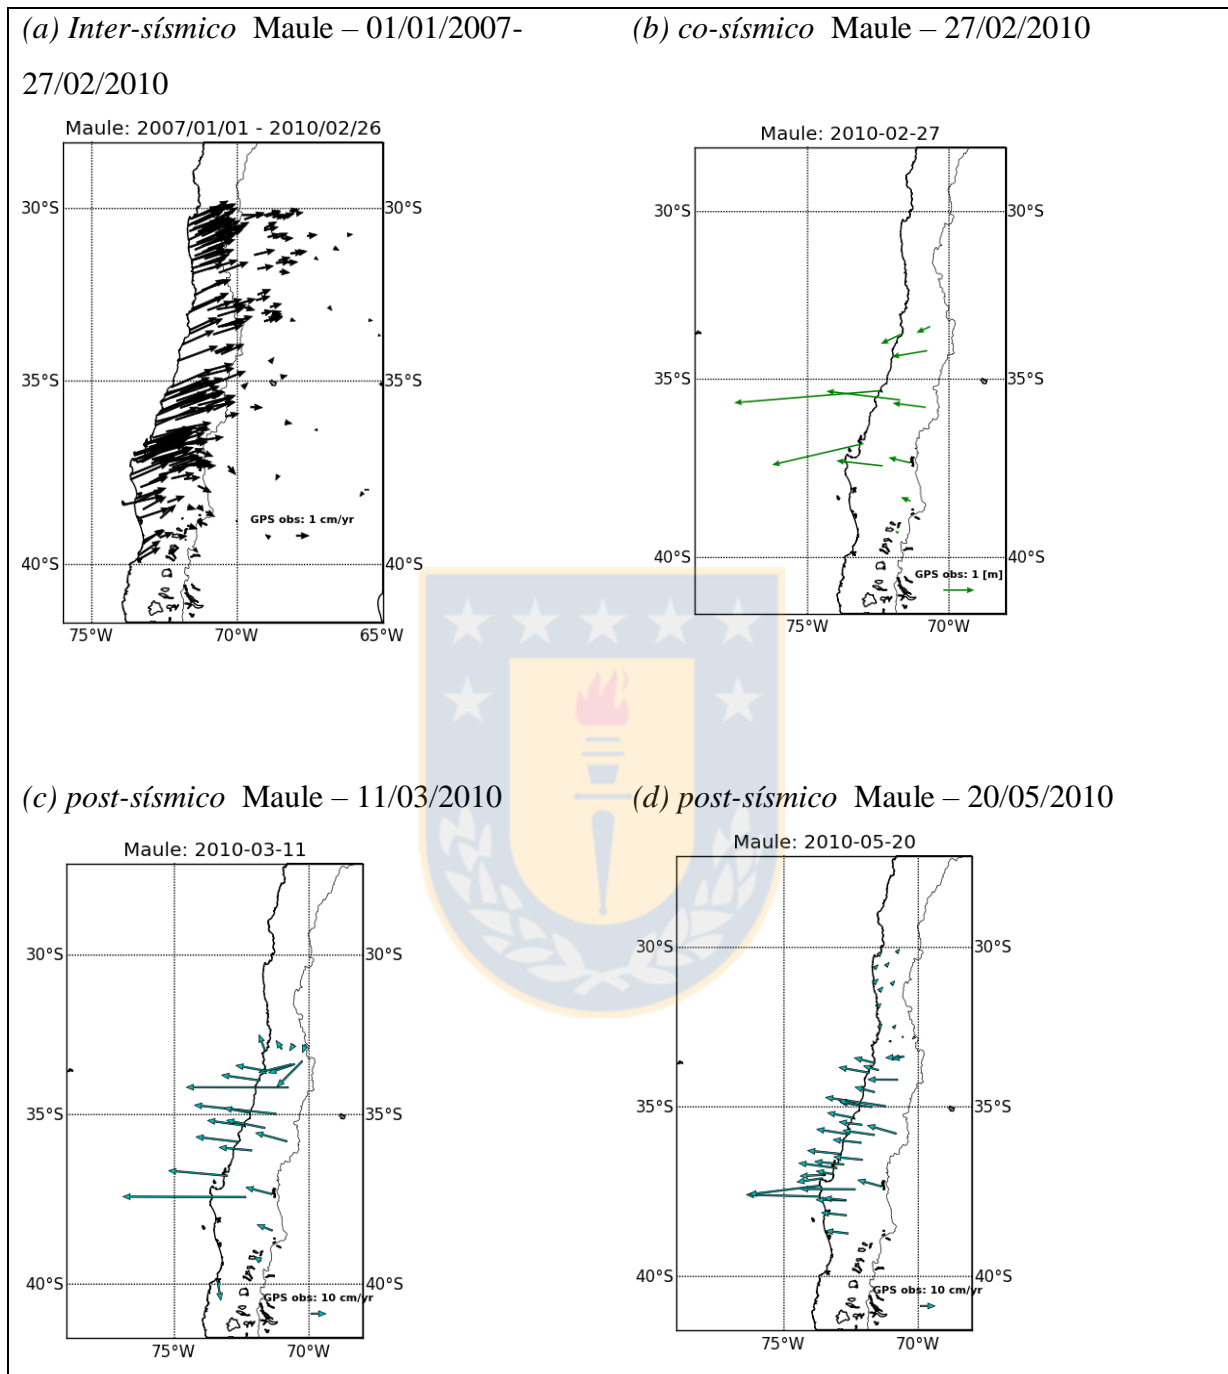 (a) Inter-sísmico Maule – 01/01/2007-
27/02/2010
Maule: 2007/01/01 - 2010/02/26
30°S
30°S
35°S
35°S
GPS obs: 1 cm/yr
40°S
40°S
75°W
70°W
65°W
(b) co-sísmico Maule – 27/02/2010
Maule: 2010-02-27
30°S
30°S
35°S
35°S
40°S
40°S
GPS obs: 1 [m]
75°W
70°W
(c) post-sísmico Maule – 11/03/2010
Maule: 2010-03-11
30°S
30°S
35°S
35°S
40°S
40°S
GPS obs: 10 cm/yr
75°W
70°W
(d) post-sísmico Maule – 20/05/2010
Maule: 2010-05-20
30°S
30°S
35°S
35°S
40°S
40°S
GPS obs: 10 cm/yr
75°W
70°W